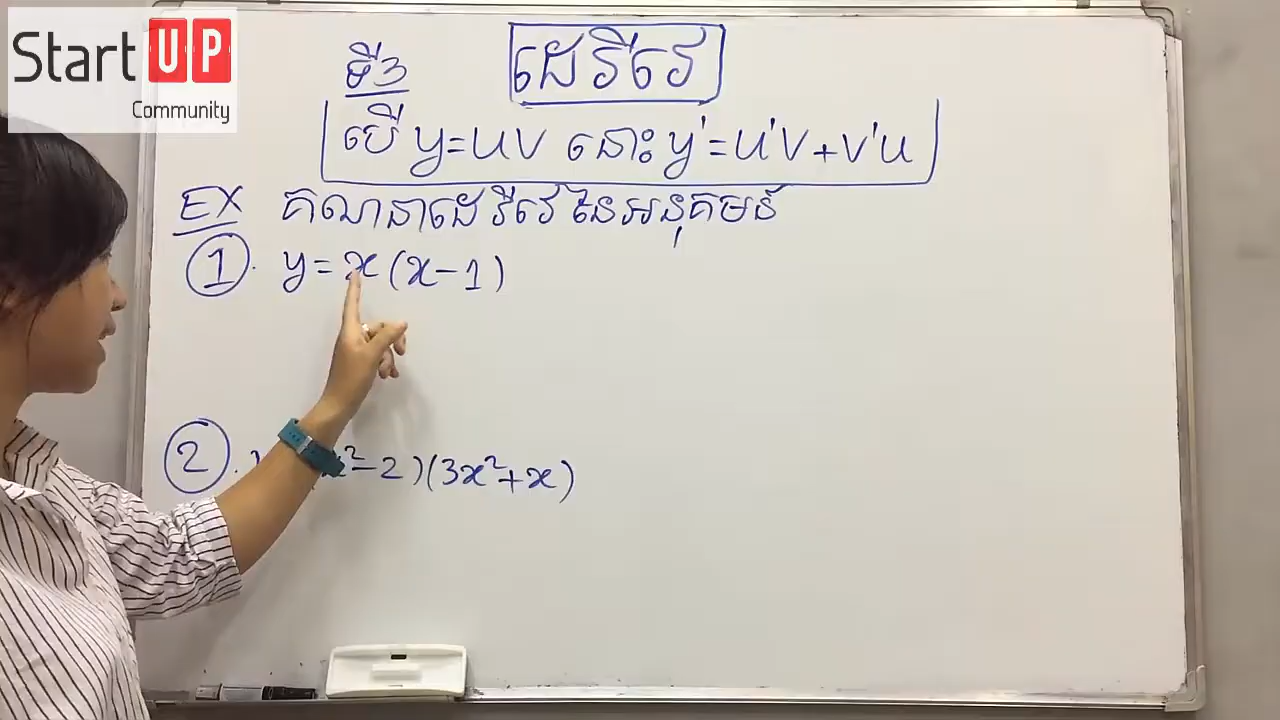 StartUP
Community
ដេរីវេ
ទី3
បើ y=uv នោះ y'=u'v+v'u
EX គណនាដេរីវេនៃអនុគមន៍
1. y=x(x-1)
2. x²-2)(3x²+x)